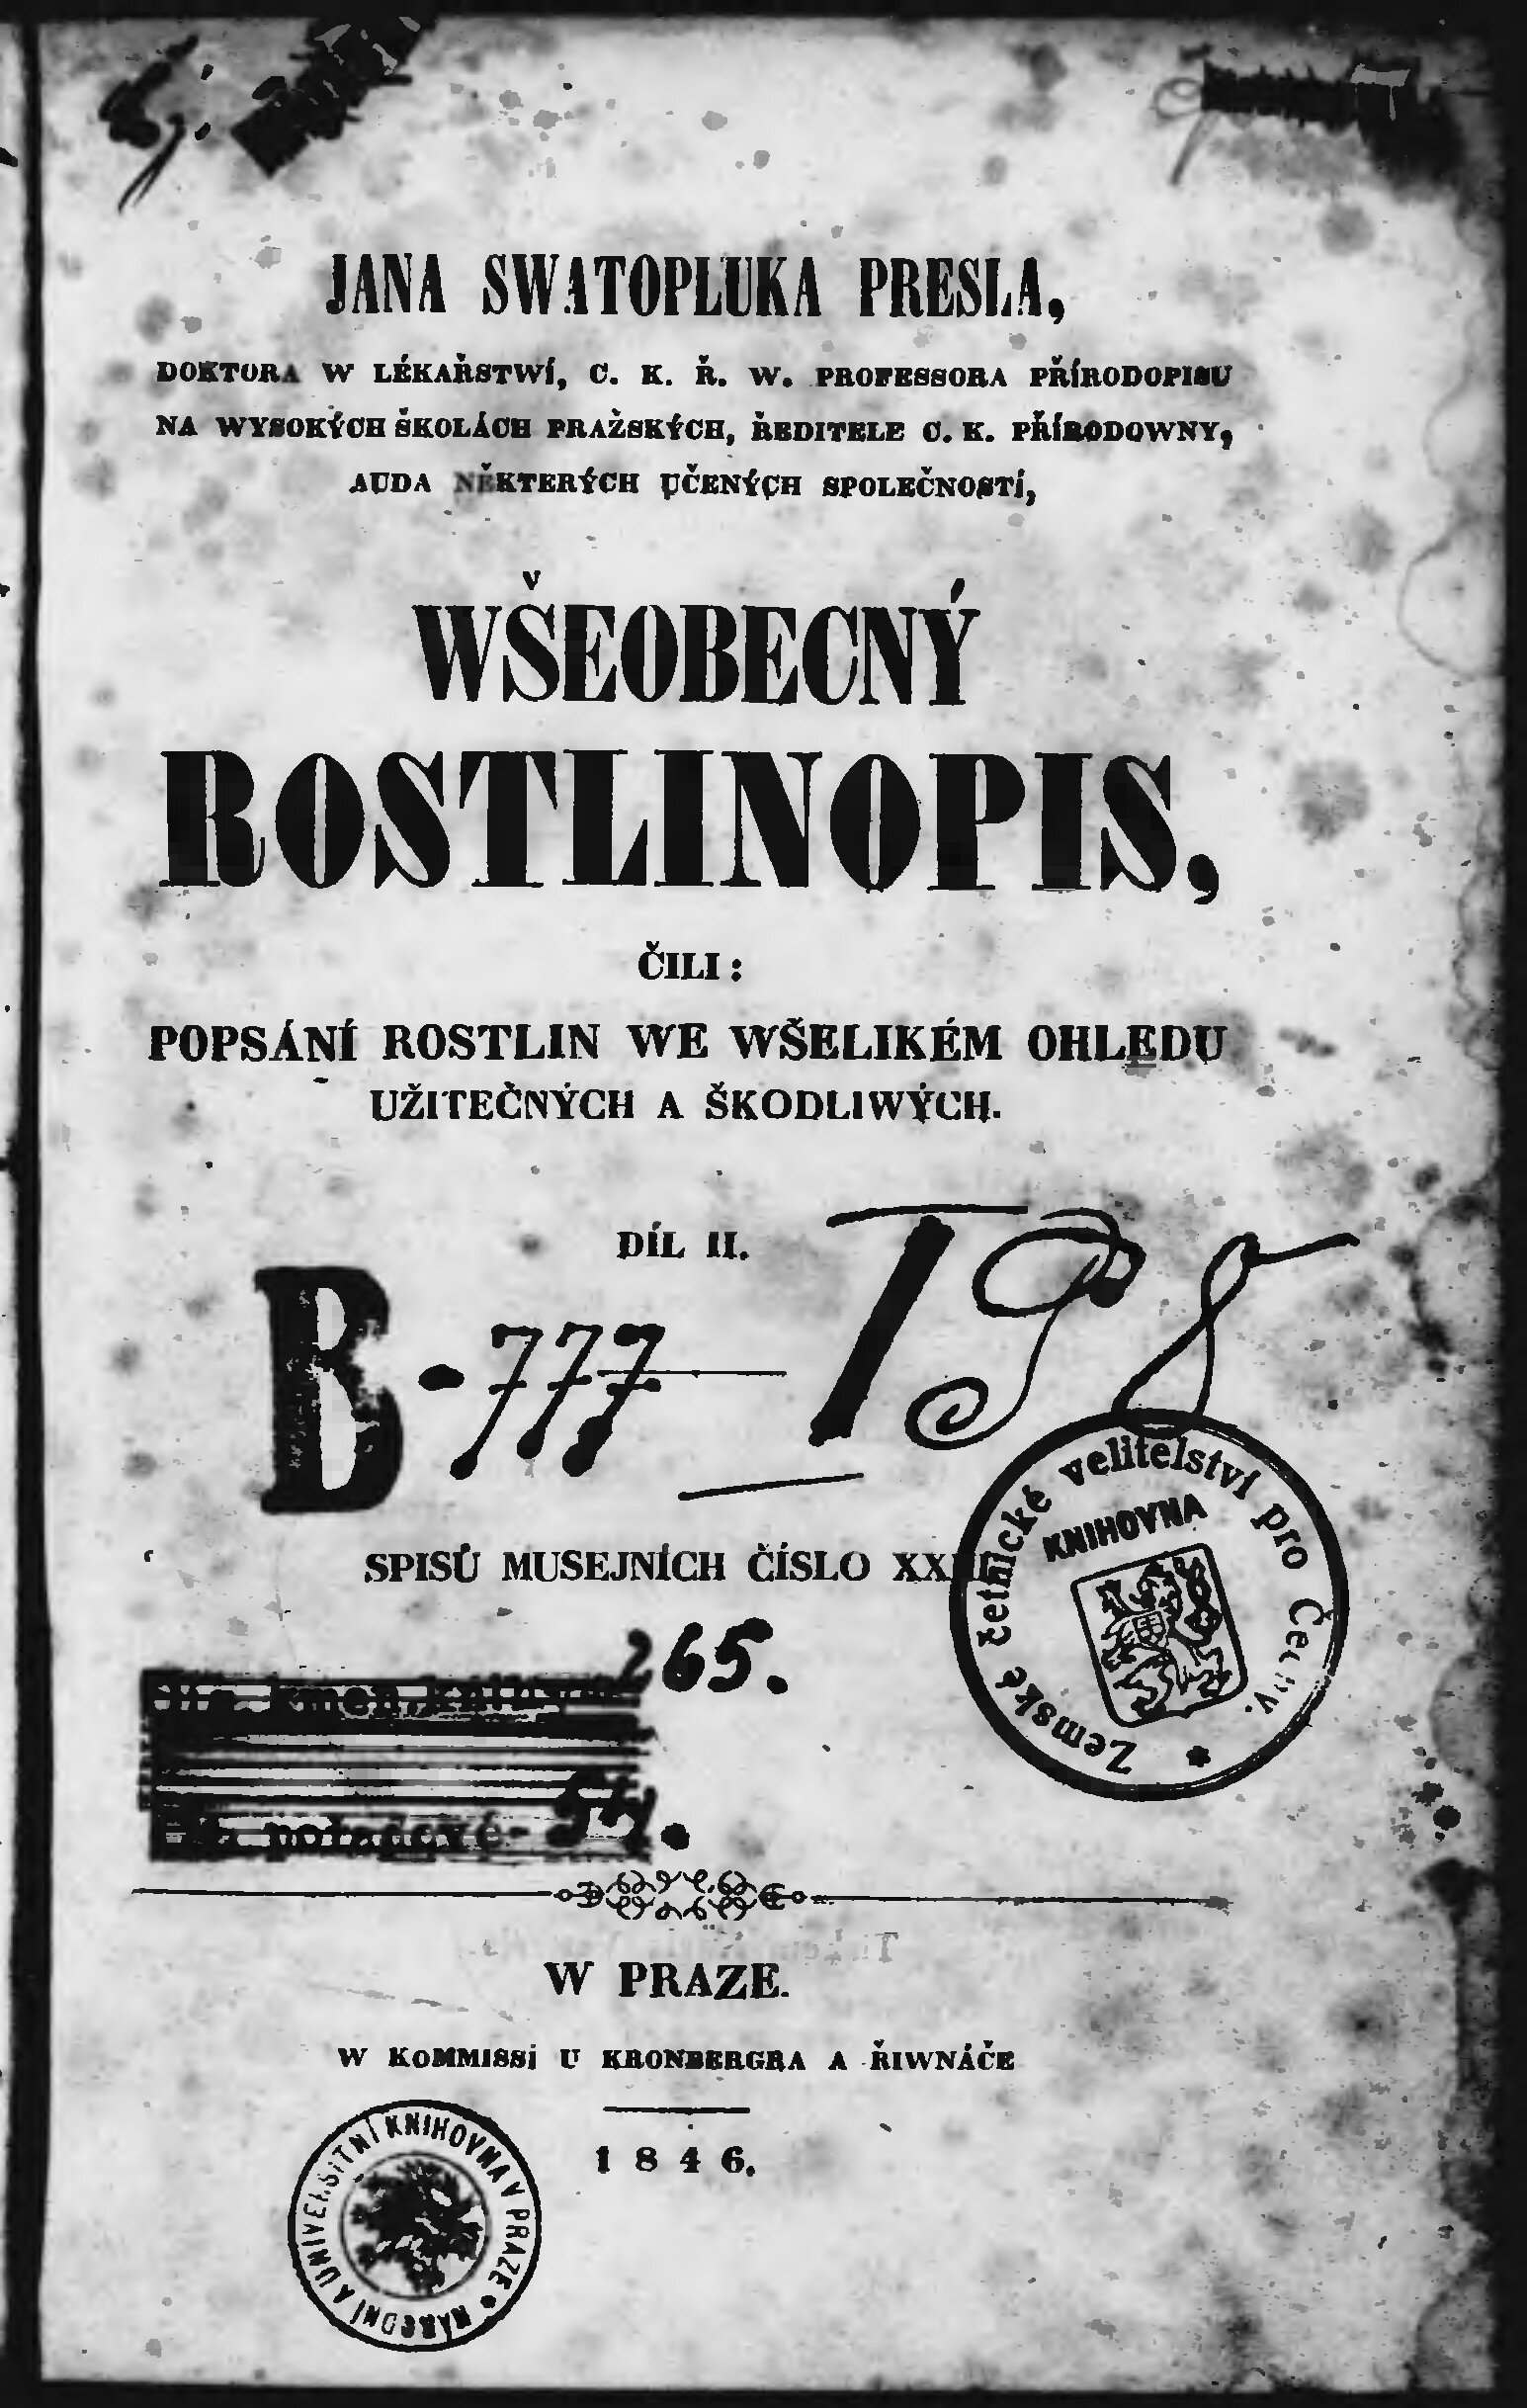 JANA SWATOPLUKA PRESLA,
DOKTORA W LÉKAŘSTWÍ, C. K. Ř. W. PROFESSORA PŘÍRODOPISU
NA WYSOKÝCH ŠKOLÁCH PRAŽSKÝCH, ŘEDITELE C. K. PŘÍRODOWNY,
AUDA NĚKTERÝCH UČENÝCH SPOLEČNOSTÍ,
WŠEOBECNÝ
ROSTLINOPIS,
ČILI:
POPSÁNÍ ROSTLIN WE WŠELIKÉM OHLEDU
UŽITEČNÝCH A ŠKODLIWÝCH.
DÍL II.
B-777
198
Zemské četnické velitelství pro Čechy.
KNIHOVNA
SPISŮ MUSEJNÍCH ČÍSLO
265.
W PRAZE.
W KOMMISSÍ U KRONBERGRA A ŘIWNÁČE
1846.
NÁRODNÍ A UNIVERSITNÍ KNIHOVNA V PRAZE